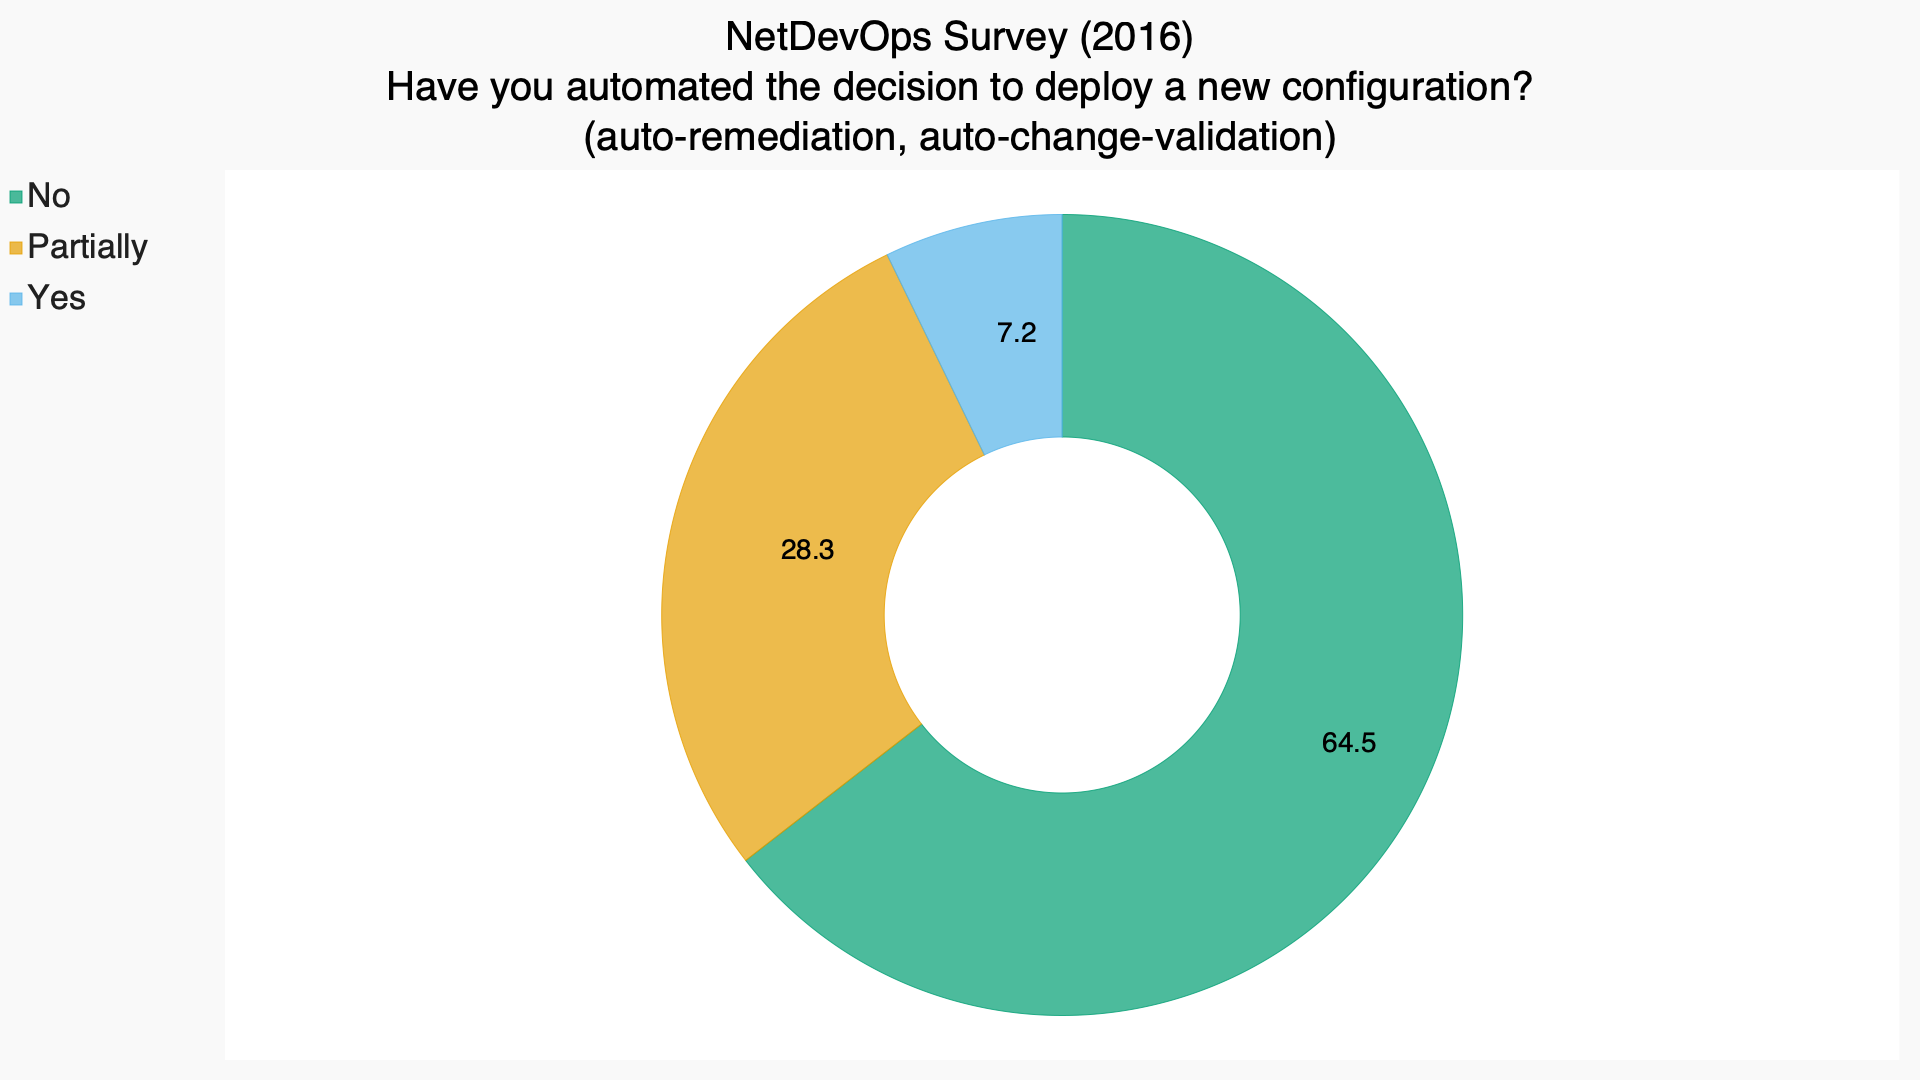 NetDevOps Survey (2016)
Have you automated the decision to deploy a new configuration?
(auto-remediation, auto-change-validation)
No
Partially
Yes
7.2
28.3
64.5